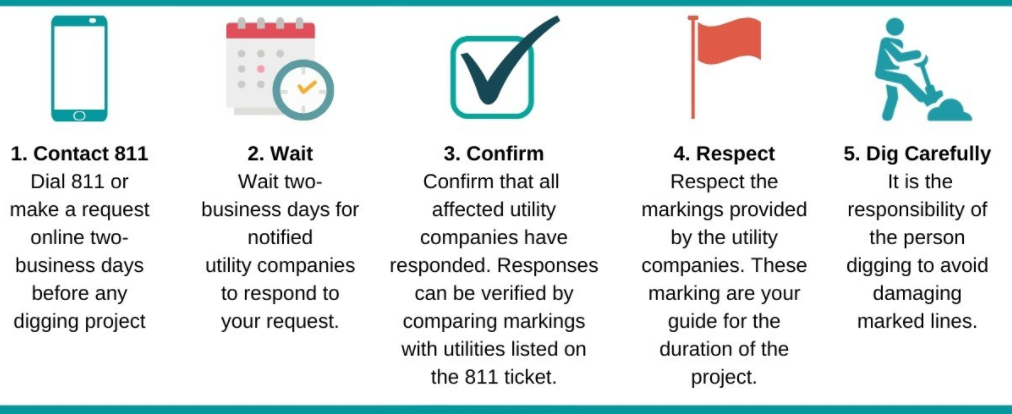 1. Contact 811
Dial 811 or
make a request
online two-
business days
before any
digging project
2. Wait
Wait two-
business days for
notified
utility companies
to respond to
your request.
3. Confirm
Confirm that all
affected utility
companies have
responded. Responses
can be verified by
comparing markings
with utilities listed on
the 811 ticket.
4. Respect
Respect the
markings provided
by the utility
companies. These
marking are your
guide for the
duration of the
project.
5. Dig Carefully
It is the
responsibility of
the person
digging to avoid
damaging
marked lines.